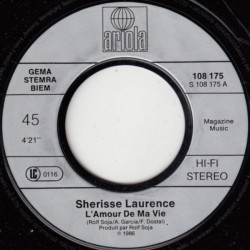 ariola
GEMA
STEMRA
BIEM
108 175
S 108 175 A
45
Magazine
Music
4'21"
LC 0116
HI-FI
STEREO
Sherisse Laurence
L'Amour De Ma Vie
(Rolf Soja/A. Garcia/F. Dostal)
Produit par Rolf Soja
℗ 1986